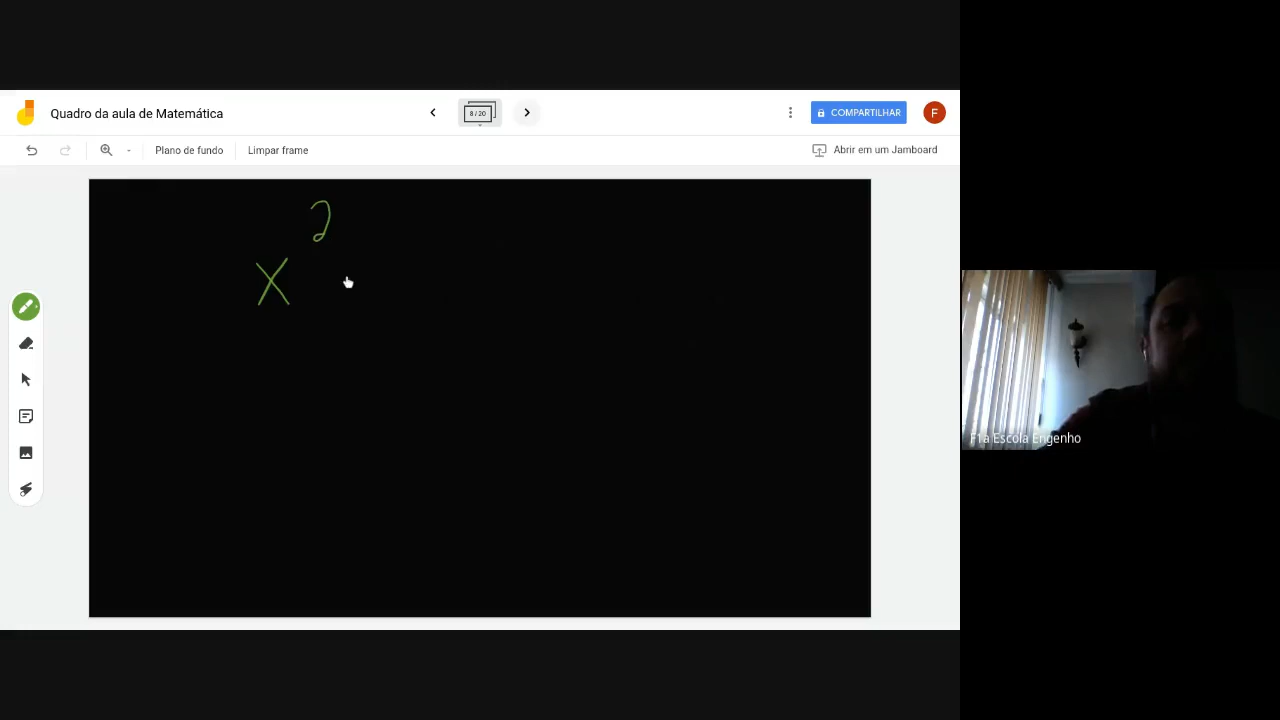 Quadro da aula de Matemática
8 / 20
COMPARTILHAR
F
Plano de fundo
Limpar frame
Abrir em um Jamboard
x²
F1a Escola Engenho